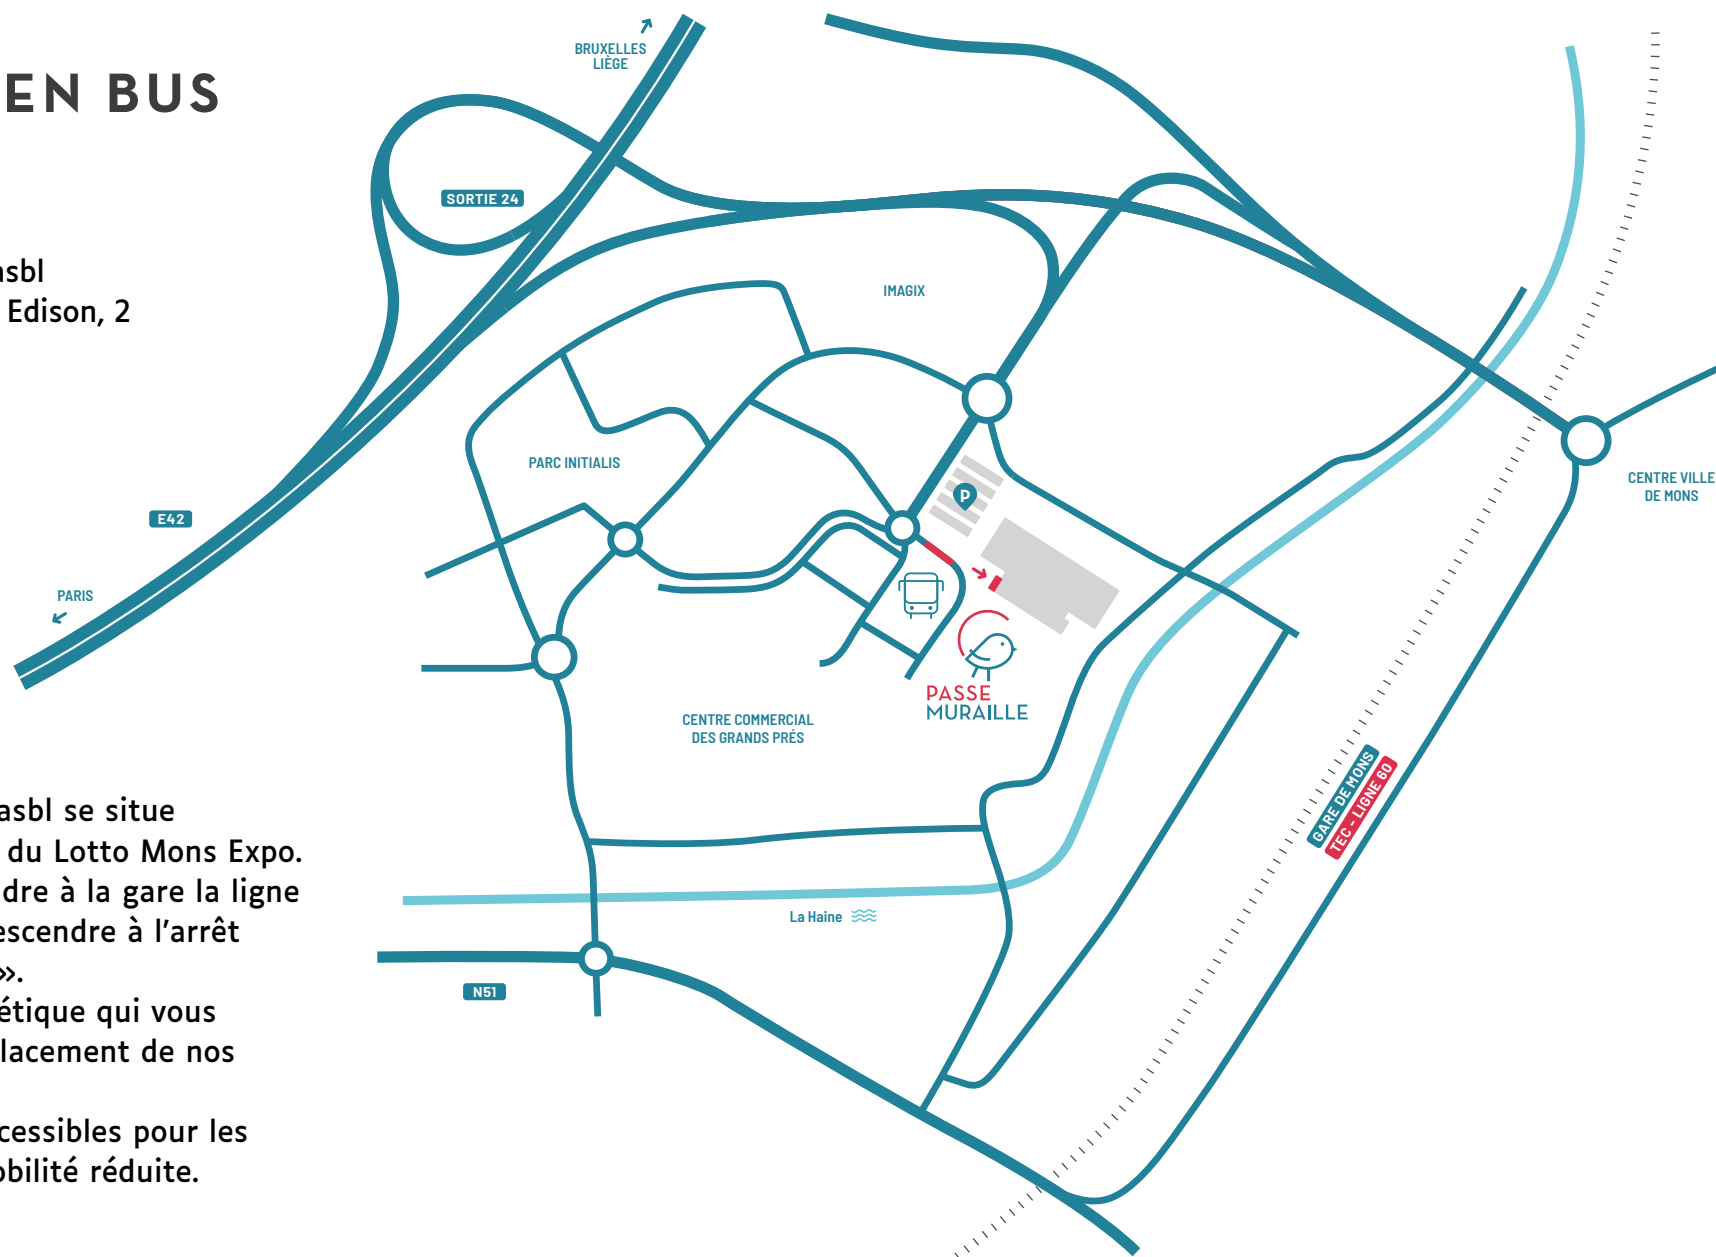 EN BUS
asbl
Edison, 2
asbl se situe
du Lotto Mons Expo.
dre à la gare la ligne
escendre à l'arrêt
».
étique qui vous
lacement de nos
cessibles pour les
obilité réduite.
BRUXELLES
LIÈGE
SORTIE 24
IMAGIX
PARC INITIALIS
E42
PARIS
P
CENTRE VILLE
DE MONS
PASSE
MURAILLE
CENTRE COMMERCIAL
DES GRANDS PRÉS
GARE DE MONS
TEC - LIGNE 60
La Haine
N51